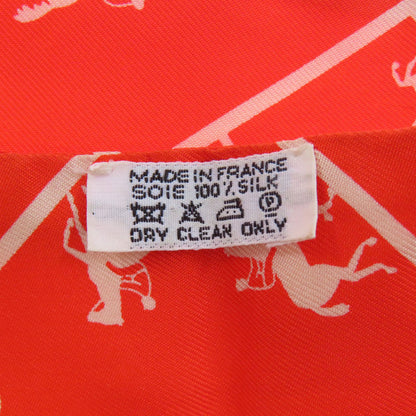 MADE IN FRANCE
SOIE 100% SILK
P
DRY CLEAN ONLY